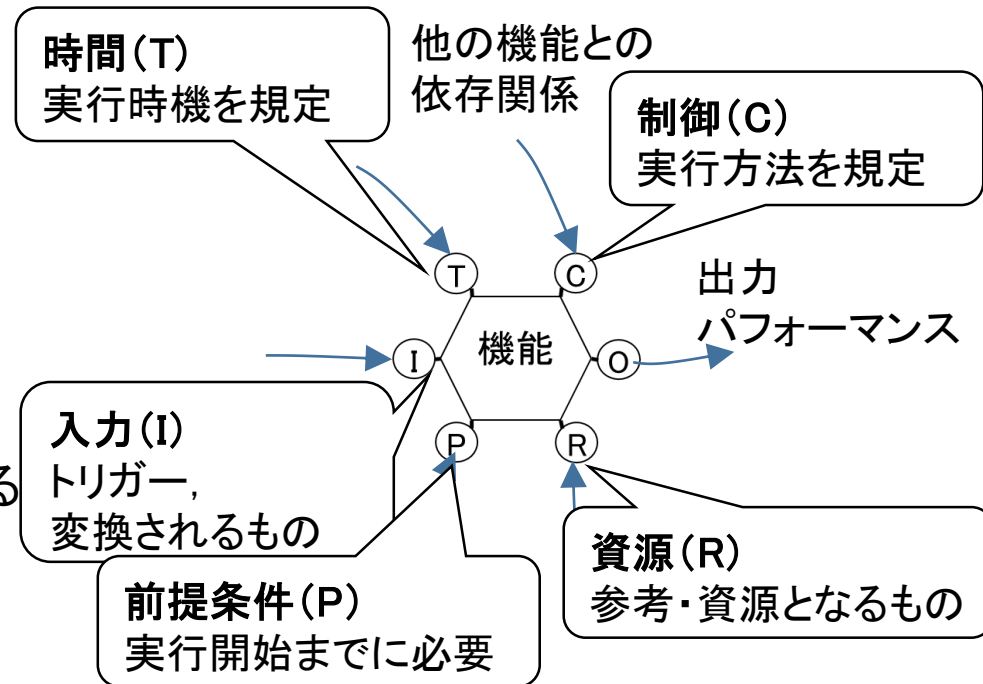 時間(T)
実行時機を規定
他の機能との
依存関係
制御(C)
実行方法を規定
T
C
出力
パフォーマンス
I
機能
O
P
R
入力(I)
トリガー,
変換されるもの
る
前提条件(P)
実行開始までに必要
資源(R)
参考・資源となるもの